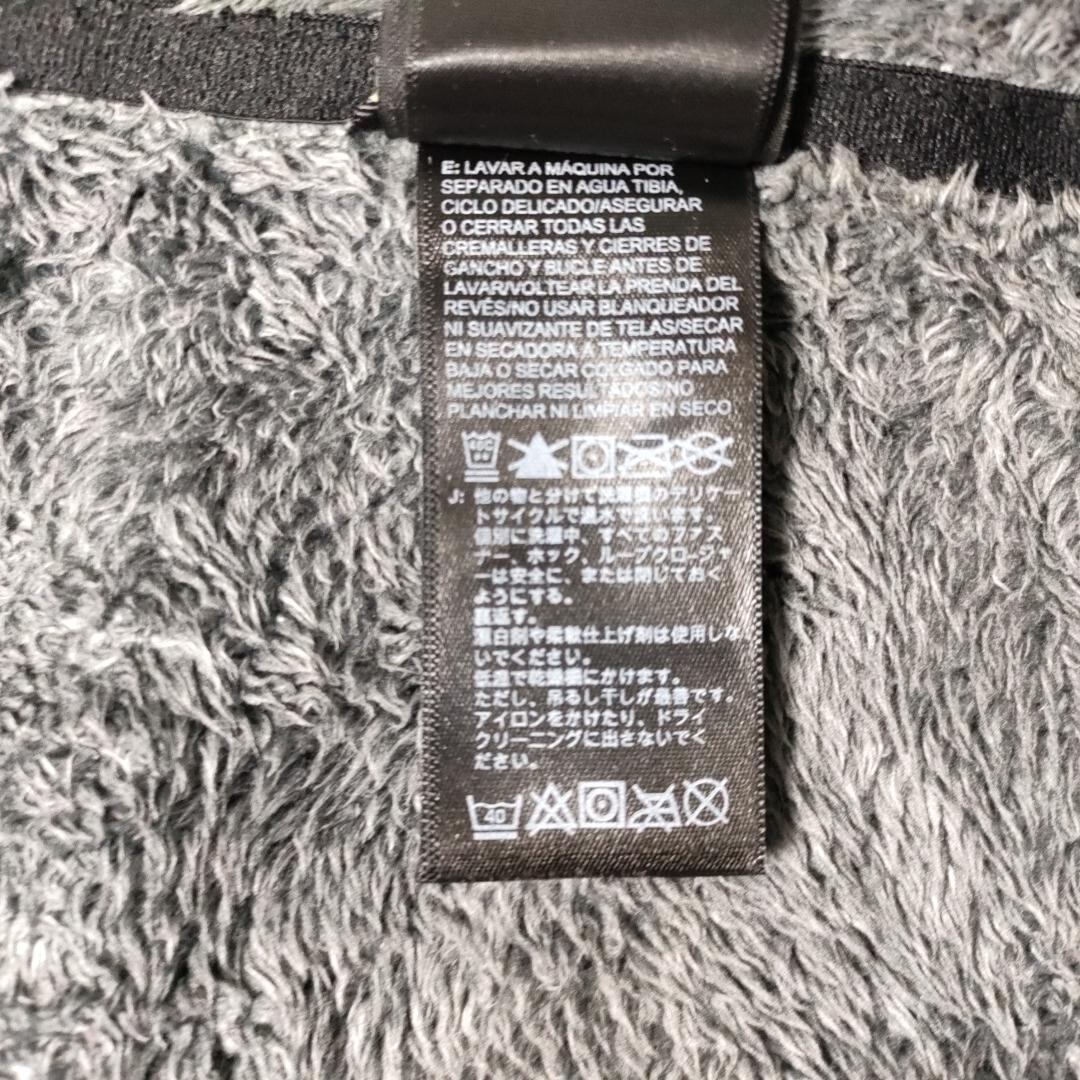 E: LAVAR A MÁQUINA POR
SEPARADO EN AGUA TIBIA,
CICLO DELICADO/ASEGURAR
O CERRAR TODAS LAS
CREMALLERAS Y CIERRES DE
GANCHO Y BUCLE ANTES DE
LAVAR/VOLTEAR LA PRENDA DEL
REVÉS/NO USAR BLANQUEADOR
NI SUAVIZANTE DE TELAS/SECAR
EN SECADORA A TEMPERATURA
BAJA O SECAR COLGADO PARA
MEJORES RESULTADOS/NO
PLANCHAR NI LIMPIAR EN SECO
J: 他の物と分けて洗濯機のデリケー
トサイクルで温水で洗います。
個別に洗濯中、すべてのファス
ナー、ホック、ループクロージャ
ーは安全に、または閉じておく
ようにする。
裏返す。
漂白剤や柔軟仕上げ剤は使用しな
いでください。
低温で乾燥機にかけます。
ただし、吊るし干しが最善です。
アイロンをかけたり、ドライ
クリーニングに出さないでく
ださい。
40